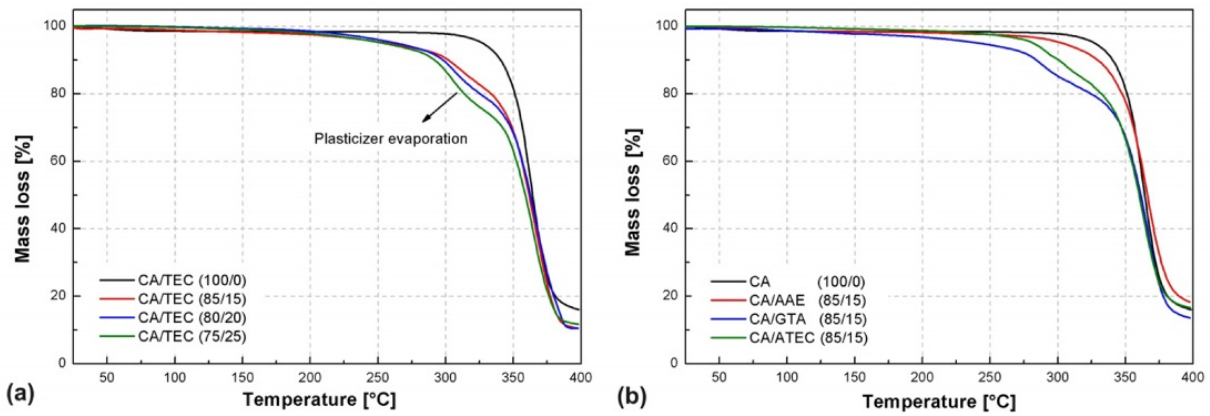 100
80
60
40
20
0
Mass loss [%]
Plasticizer evaporation
CA/TEC (100/0)
CA/TEC (85/15)
CA/TEC (80/20)
CA/TEC (75/25)
50 100 150 200 250 300 350 400
Temperature [°C]
(a)
100
80
60
40
20
0
Mass loss [%]
CA (100/0)
CA/AAE (85/15)
CA/GTA (85/15)
CA/ATEC (85/15)
50 100 150 200 250 300 350 400
Temperature [°C]
(b)